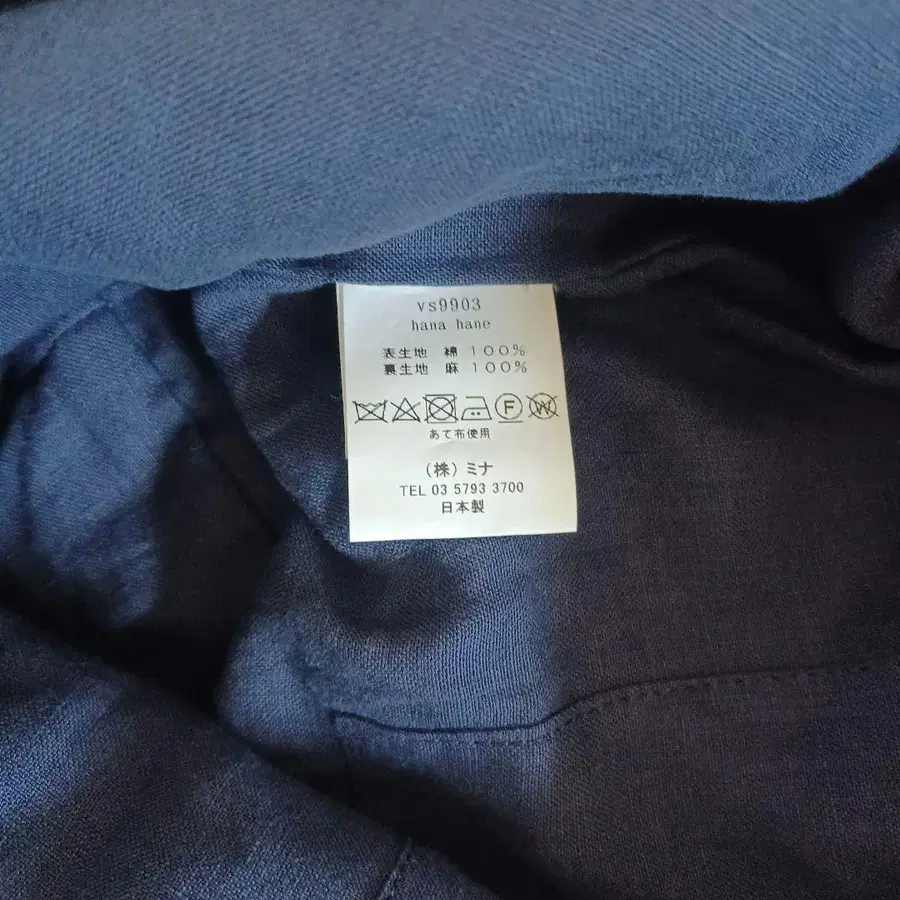 vs9903
hana hane
表生地 綿 100%
裏生地 麻 100%
F W
あて布使用
(株)ミナ
TEL 03 5793 3700
日本製